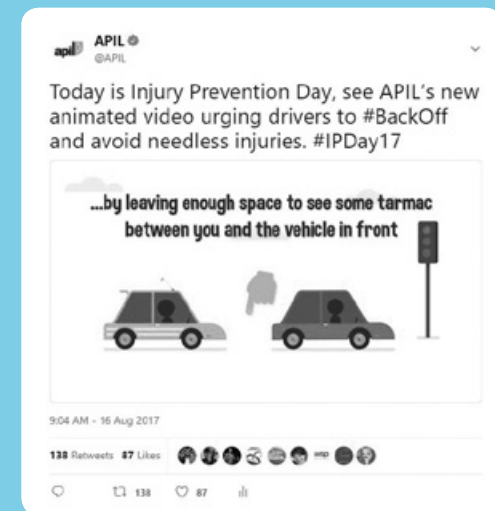 apil
APIL
@APIL
Today is Injury Prevention Day, see APIL's new
animated video urging drivers to #BackOff
and avoid needless injuries. #IPDay17
...by leaving enough space to see some tarmac
between you and the vehicle in front
9:04 AM - 16 Aug 2017
138 Retweets 87 Likes
138 87